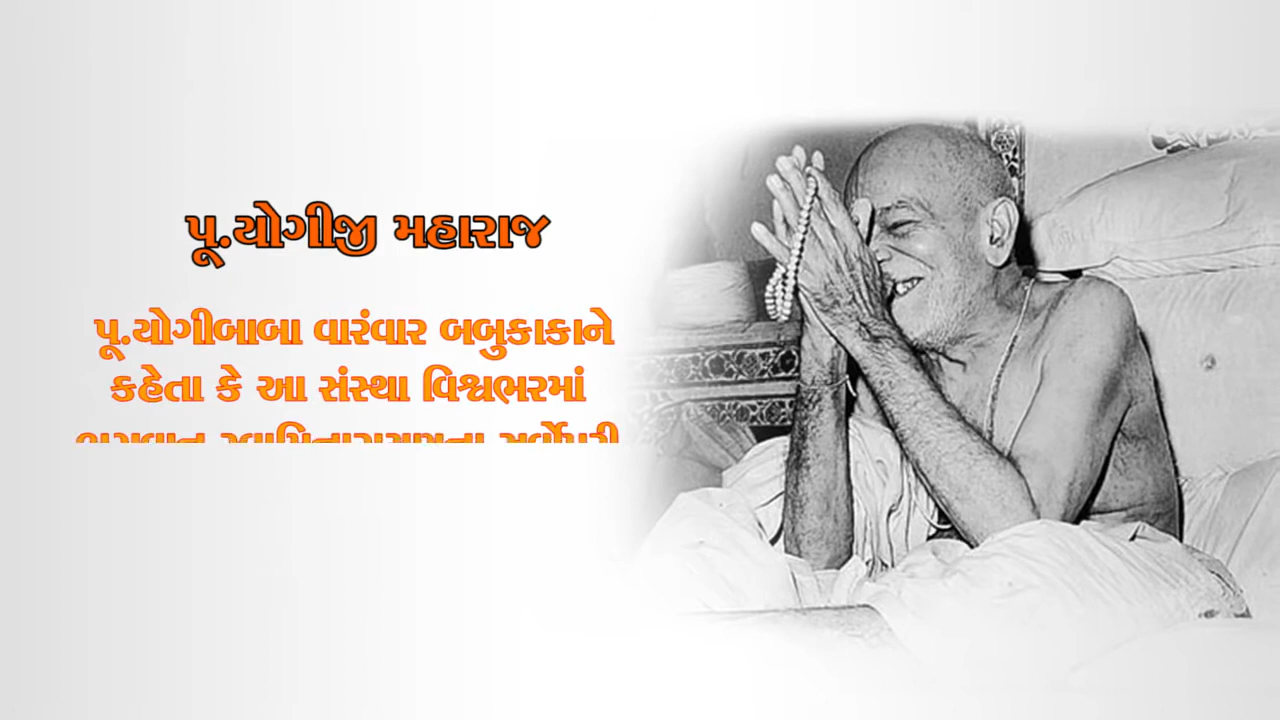 પૂ.યોગીજી મહારાજ
પૂ.યોગીબાબા વારંવાર બબુકાકાને
કહેતા કે આ સંસ્થા વિશ્વભરમાં